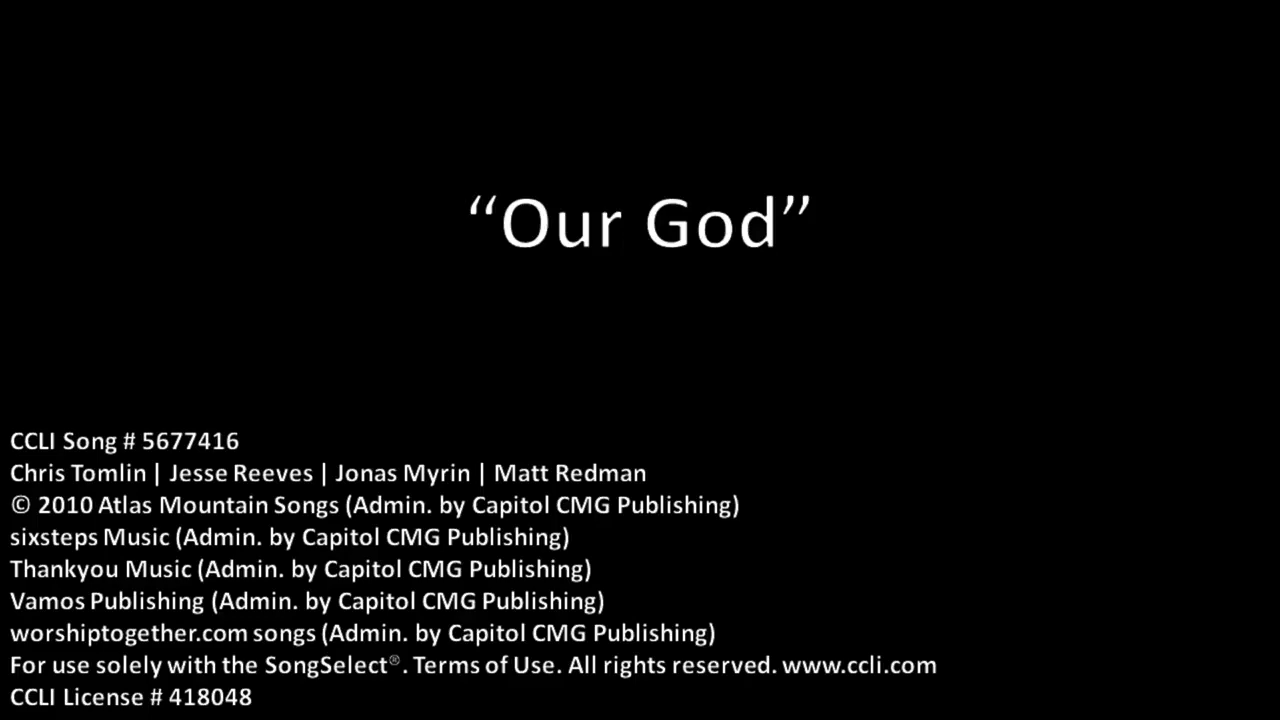 “Our God”
CCLI Song # 5677416
Chris Tomlin | Jesse Reeves | Jonas Myrin | Matt Redman
© 2010 Atlas Mountain Songs (Admin. by Capitol CMG Publishing)
sixsteps Music (Admin. by Capitol CMG Publishing)
Thankyou Music (Admin. by Capitol CMG Publishing)
Vamos Publishing (Admin. by Capitol CMG Publishing)
worshiptogether.com songs (Admin. by Capitol CMG Publishing)
For use solely with the SongSelect®. Terms of Use. All rights reserved. www.ccli.com
CCLI License # 418048